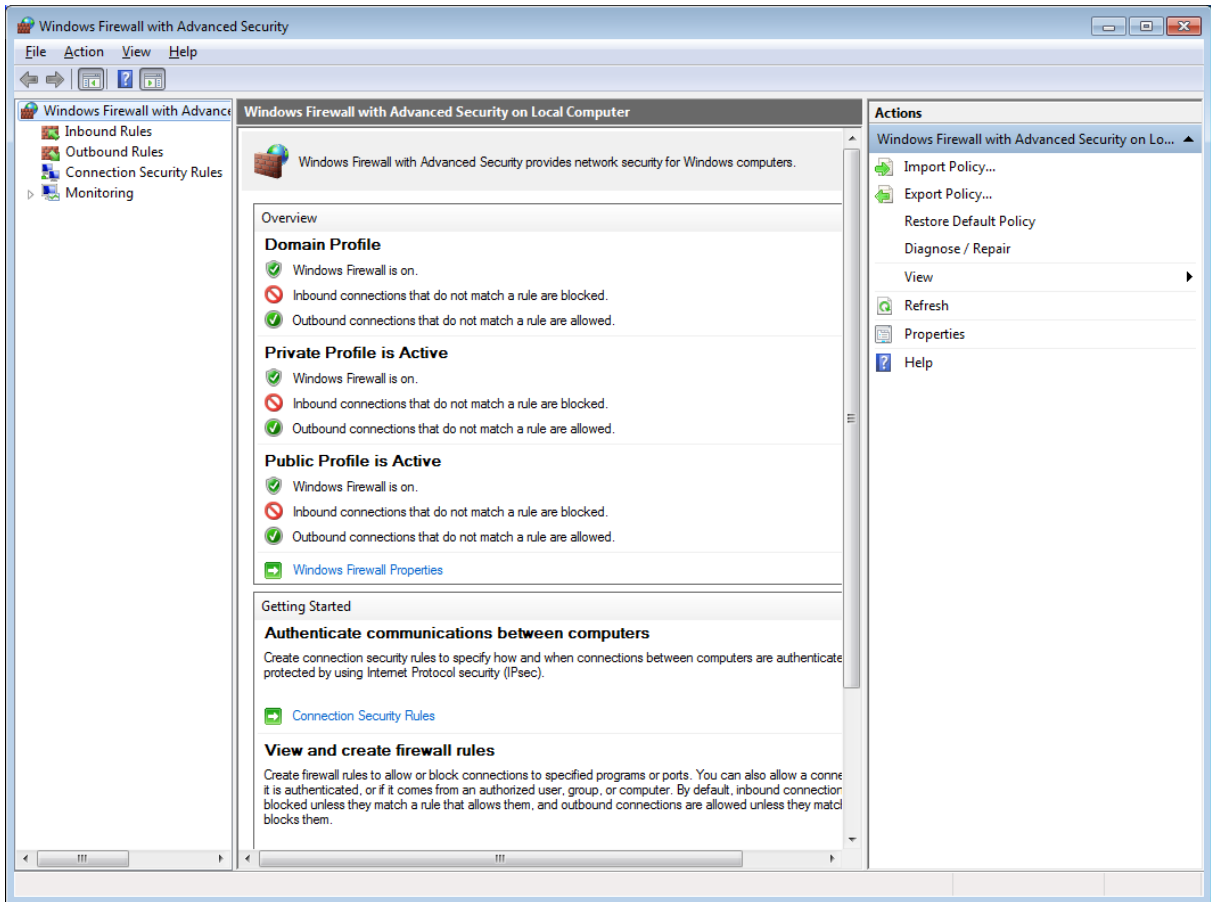 Windows Firewall with Advanced Security
File Action View Help
Windows Firewall with Advance
Inbound Rules
Outbound Rules
Connection Security Rules
Monitoring
Windows Firewall with Advanced Security on Local Computer
Windows Firewall with Advanced Security provides network security for Windows computers.
Overview
Domain Profile
Windows Firewall is on.
Inbound connections that do not match a rule are blocked.
Outbound connections that do not match a rule are allowed.
Private Profile is Active
Windows Firewall is on.
Inbound connections that do not match a rule are blocked.
Outbound connections that do not match a rule are allowed.
Public Profile is Active
Windows Firewall is on.
Inbound connections that do not match a rule are blocked.
Outbound connections that do not match a rule are allowed.
Windows Firewall Properties
Getting Started
Authenticate communications between computers
Create connection security rules to specify how and when connections between computers are authenticate
protected by using Internet Protocol security (IPsec).
Connection Security Rules
View and create firewall rules
Create firewall rules to allow or block connections to specified programs or ports. You can also allow a conne
it is authenticated, or if it comes from an authorized user, group, or computer. By default, inbound connection
blocked unless they match a rule that allows them, and outbound connections are allowed unless they match
blocks them.
Actions
Windows Firewall with Advanced Security on Lo...
Import Policy...
Export Policy...
Restore Default Policy
Diagnose / Repair
View
Refresh
Properties
Help